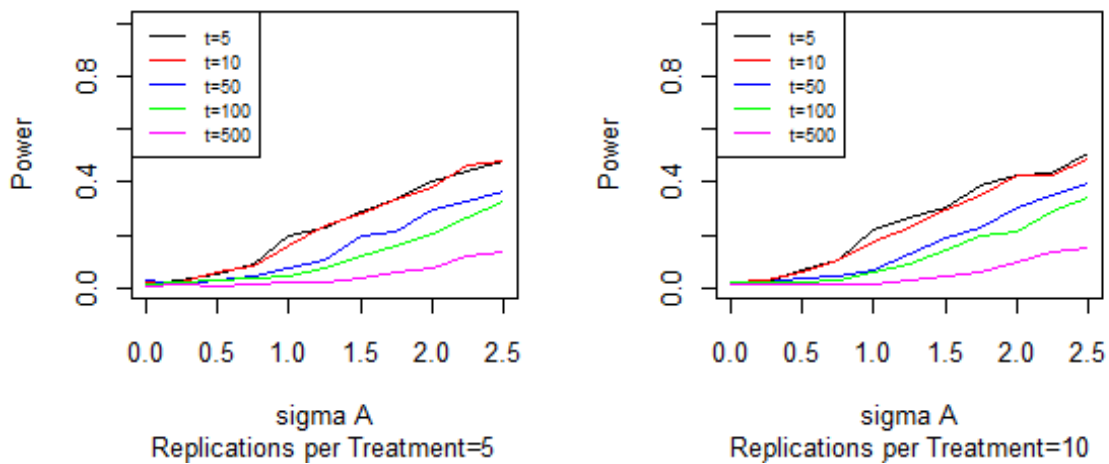 t=5
t=10
t=50
t=100
t=500
Power
0.0
0.4
0.8
0.0 0.5 1.0 1.5 2.0 2.5
sigma A
Replications per Treatment=5
t=5
t=10
t=50
t=100
t=500
Power
0.0
0.4
0.8
0.0 0.5 1.0 1.5 2.0 2.5
sigma A
Replications per Treatment=10